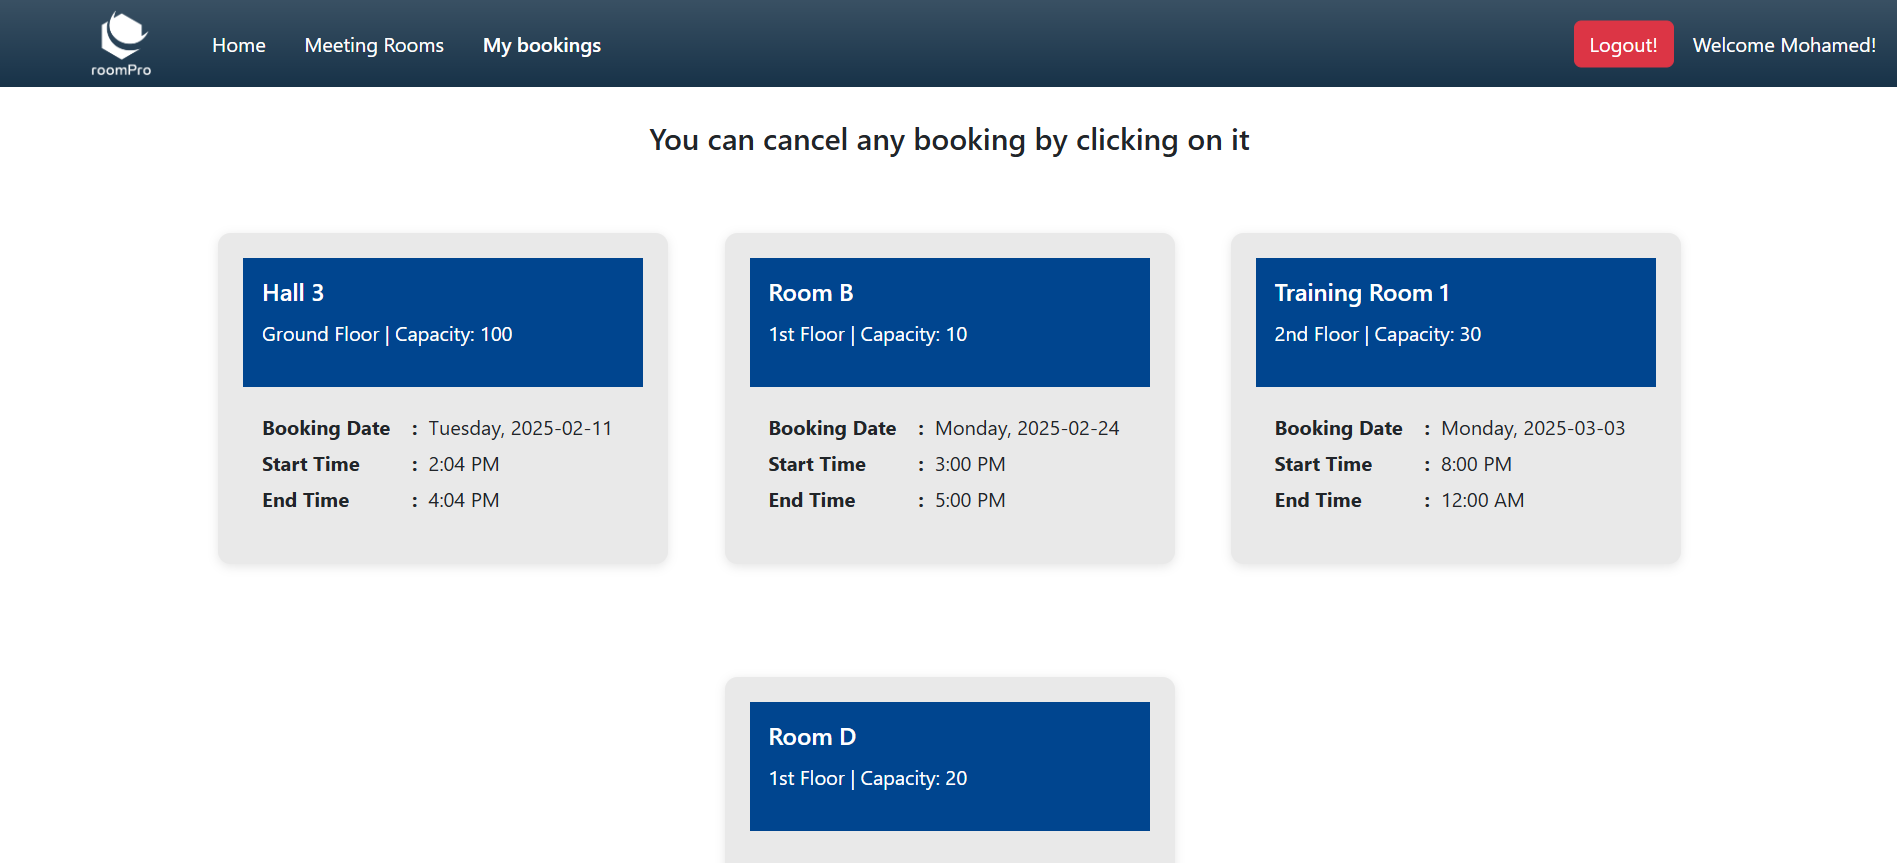 roomPro
Home Meeting Rooms My bookings Logout! Welcome Mohamed!
You can cancel any booking by clicking on it
Hall 3
Ground Floor | Capacity: 100
Booking Date : Tuesday, 2025-02-11
Start Time : 2:04 PM
End Time : 4:04 PM
Room B
1st Floor | Capacity: 10
Booking Date : Monday, 2025-02-24
Start Time : 3:00 PM
End Time : 5:00 PM
Training Room 1
2nd Floor | Capacity: 30
Booking Date : Monday, 2025-03-03
Start Time : 8:00 PM
End Time : 12:00 AM
Room D
1st Floor | Capacity: 20